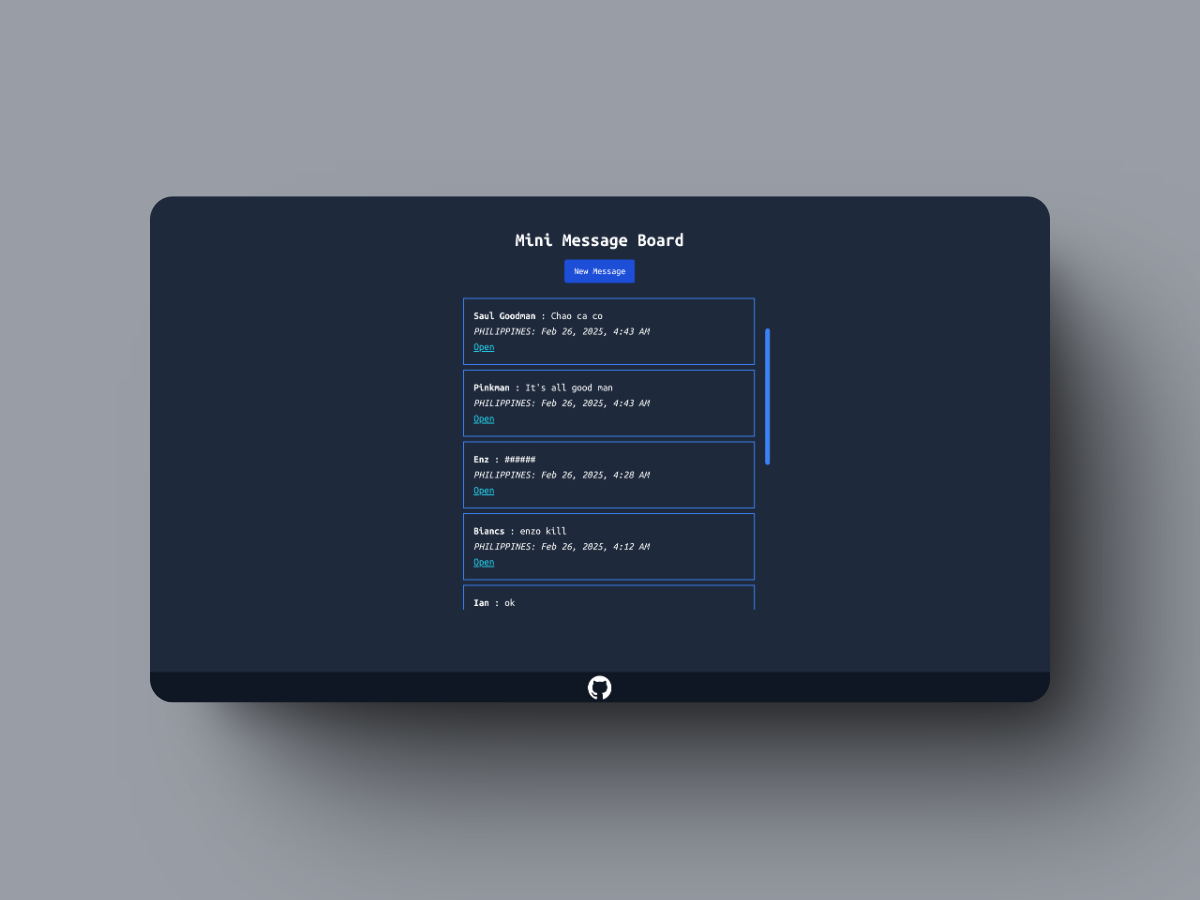 Mini Message Board
New Message
Saul Goodman : Chao ca co
PHILIPPINES: Feb 26, 2025, 4:43 AM
Open
Pinkman : It's all good man
PHILIPPINES: Feb 26, 2025, 4:43 AM
Open
Enz : ######
PHILIPPINES: Feb 26, 2025, 4:28 AM
Open
Biancs : enzo kill
PHILIPPINES: Feb 26, 2025, 4:12 AM
Open
Ian : ok